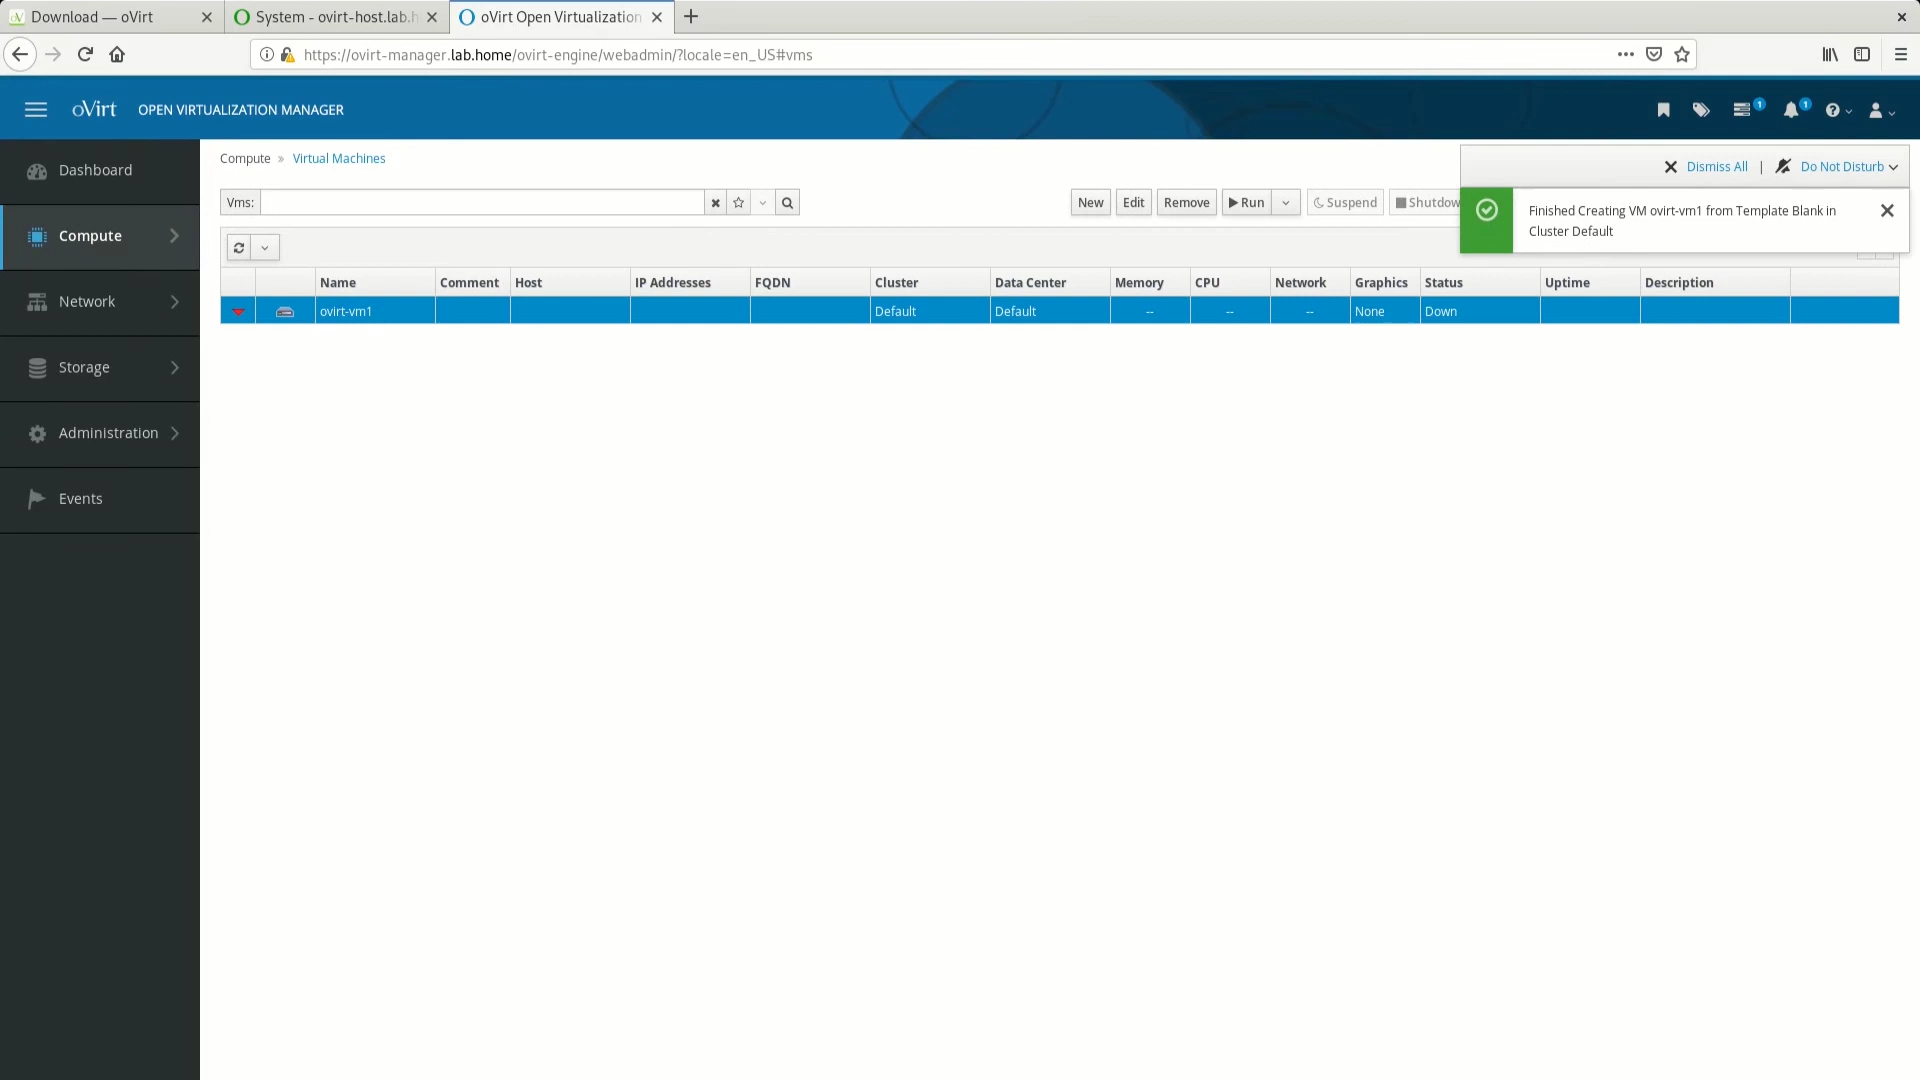 Download — oVirt
System - ovirt-host.lab.h
oVirt Open Virtualization
https://ovirt-manager.lab.home/ovirt-engine/webadmin/?locale=en_US#vms
oVirt OPEN VIRTUALIZATION MANAGER
1
1
Dashboard
Compute
Network
Storage
Administration
Events
Compute » Virtual Machines
Dismiss All | Do Not Disturb
Vms:
New Edit Remove Run Suspend Shutdow
Finished Creating VM ovirt-vm1 from Template Blank in
Cluster Default
Name Comment Host IP Addresses FQDN Cluster Data Center Memory CPU Network Graphics Status Uptime Description
ovirt-vm1 Default Default -- -- -- None Down